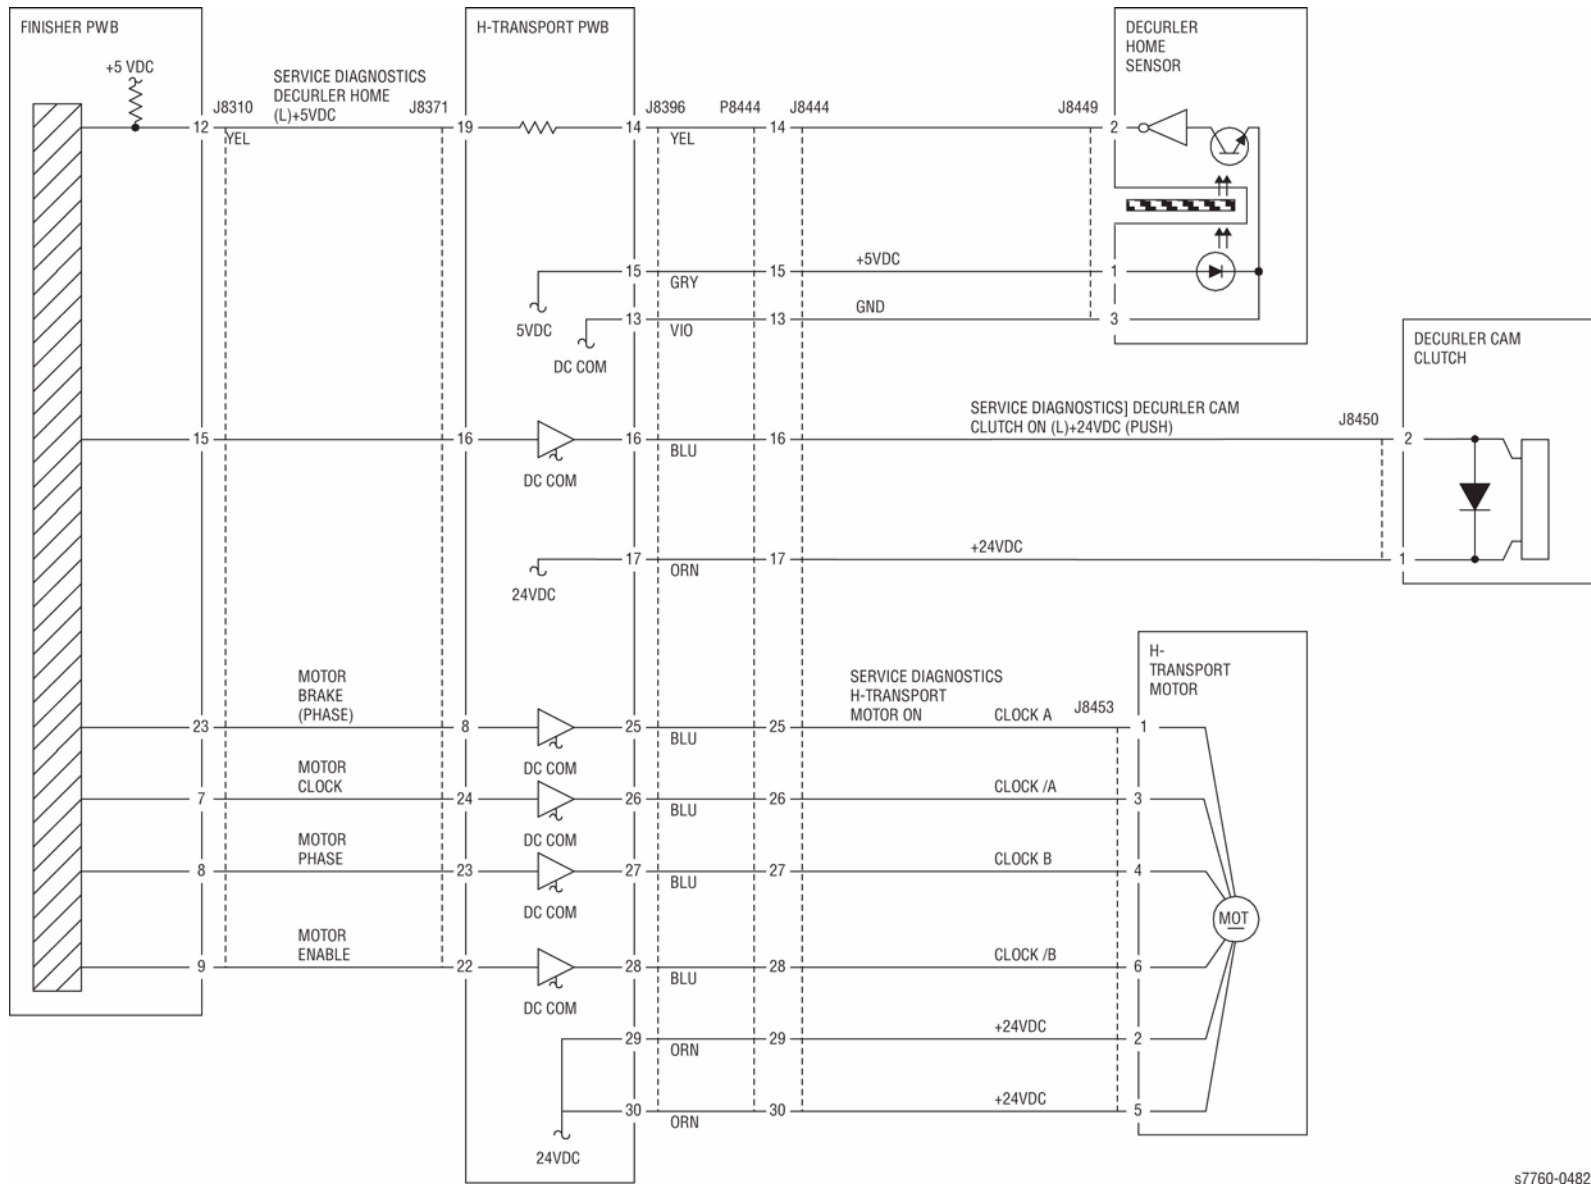 FINISHER PWB
H-TRANSPORT PWB
DECURLER
HOME
SENSOR
+5 VDC
SERVICE DIAGNOSTICS
DECURLER HOME
(L)+5VDC
J8310
J8371
J8396
P8444
J8444
J8449
12
YEL
19
14
YEL
14
2
15
GRY
15
+5VDC
1
5VDC
13
VIO
13
GND
3
DC COM
DECURLER CAM
CLUTCH
SERVICE DIAGNOSTICS] DECURLER CAM
CLUTCH ON (L)+24VDC (PUSH)
J8450
15
16
16
BLU
16
2
DC COM
24VDC
17
ORN
17
+24VDC
1
H-
TRANSPORT
MOTOR
MOTOR
BRAKE
(PHASE)
SERVICE DIAGNOSTICS
H-TRANSPORT
MOTOR ON
CLOCK A
J8453
23
8
25
BLU
25
1
DC COM
MOTOR
CLOCK
CLOCK /A
7
24
26
BLU
26
3
DC COM
MOTOR
PHASE
CLOCK B
8
23
27
BLU
27
4
DC COM
MOT
MOTOR
ENABLE
CLOCK /B
9
22
28
BLU
28
6
DC COM
29
ORN
29
+24VDC
2
30
ORN
30
+24VDC
5
24VDC
s7760-0482